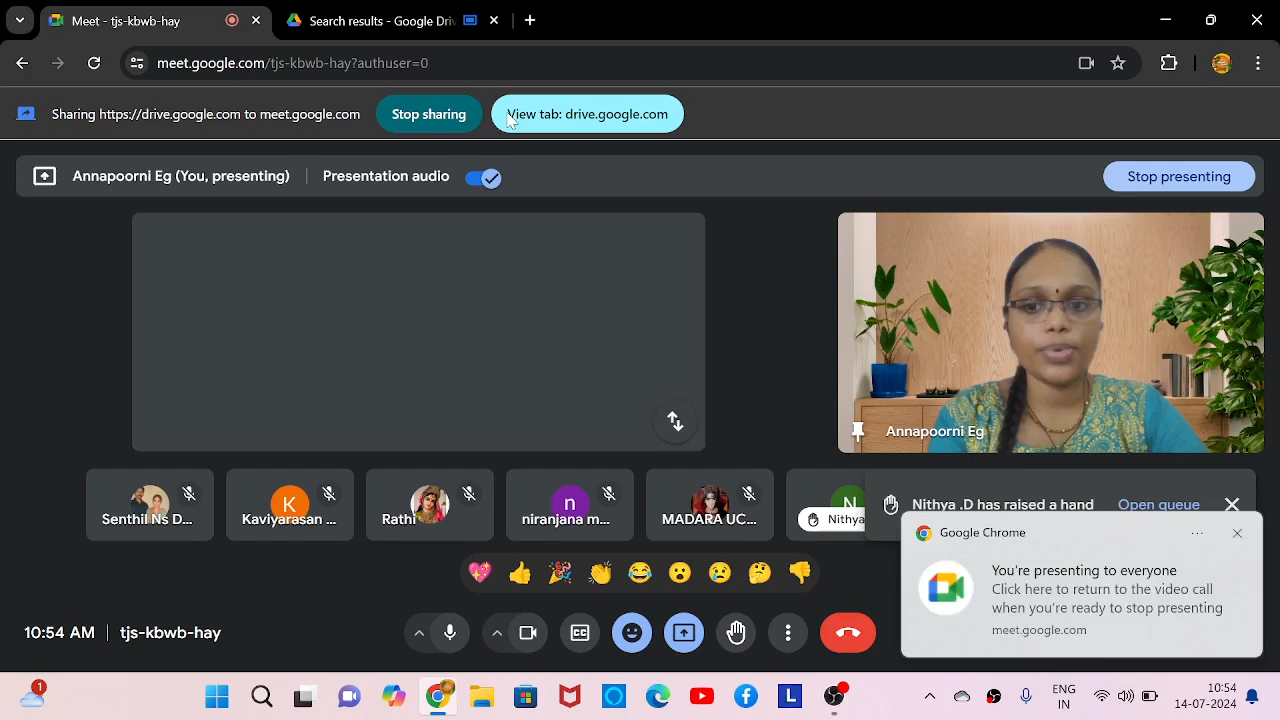 Meet - tjs-kbwb-hay
Search results - Google Driv
meet.google.com/tjs-kbwb-hay?authuser=0
Sharing https://drive.google.com to meet.google.com
Stop sharing
View tab: drive.google.com
Annapoorni Eg (You, presenting)
Presentation audio
Stop presenting
Annapoorni Eg
Senthil Ns D...
K
Kaviyarasan ...
Rathi
n
niranjana m...
MADARA UC...
N
Nithya
Nithya .D has raised a hand
Open queue
Google Chrome
You're presenting to everyone
Click here to return to the video call
when you're ready to stop presenting
meet.google.com
10:54 AM
tjs-kbwb-hay
1
L
ENG
IN
10:54
14-07-2024